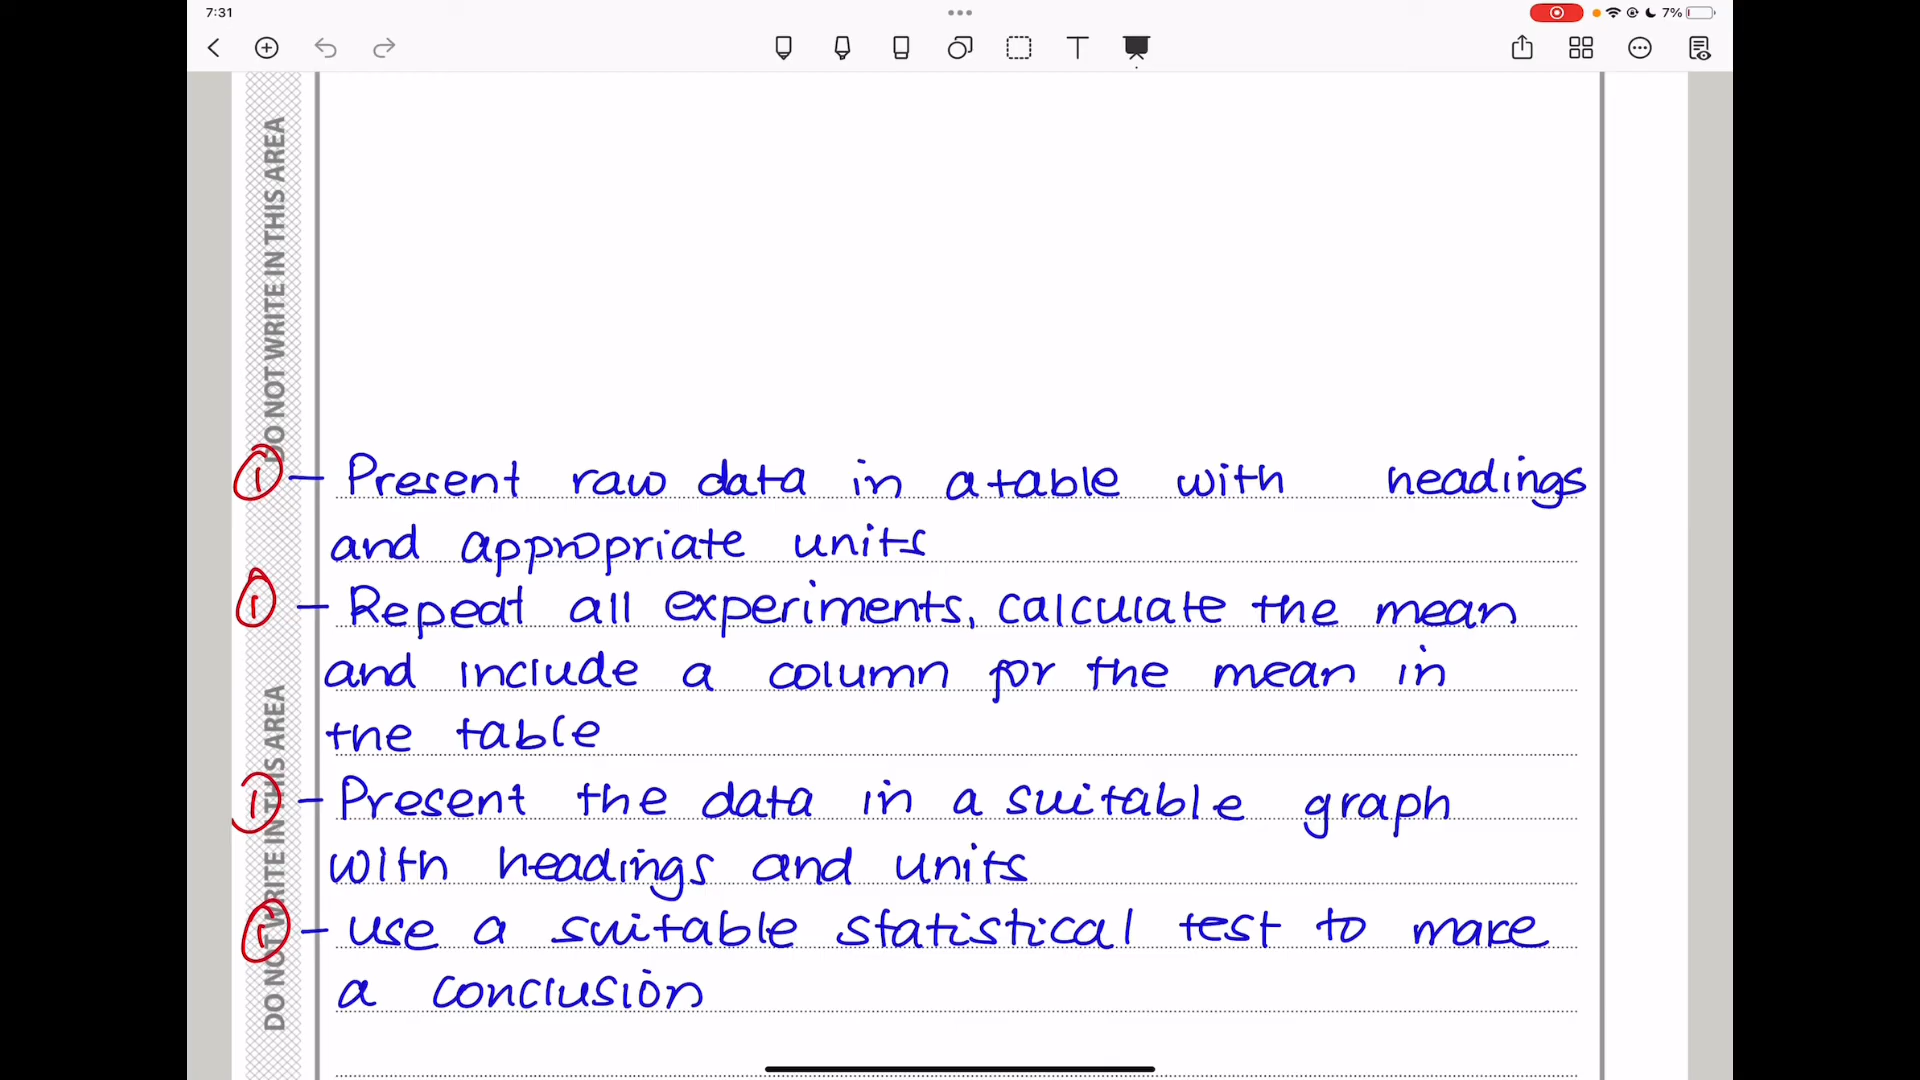 7:31
7%
DO NOT WRITE IN THIS AREA
DO NOT WRITE IN THIS AREA
① – Present raw data in a table with headings
and appropriate units
① – Repeat all experiments, calculate the mean
and include a column for the mean in
the table
① – Present the data in a suitable graph
with headings and units
① – use a suitable statistical test to make
a conclusion